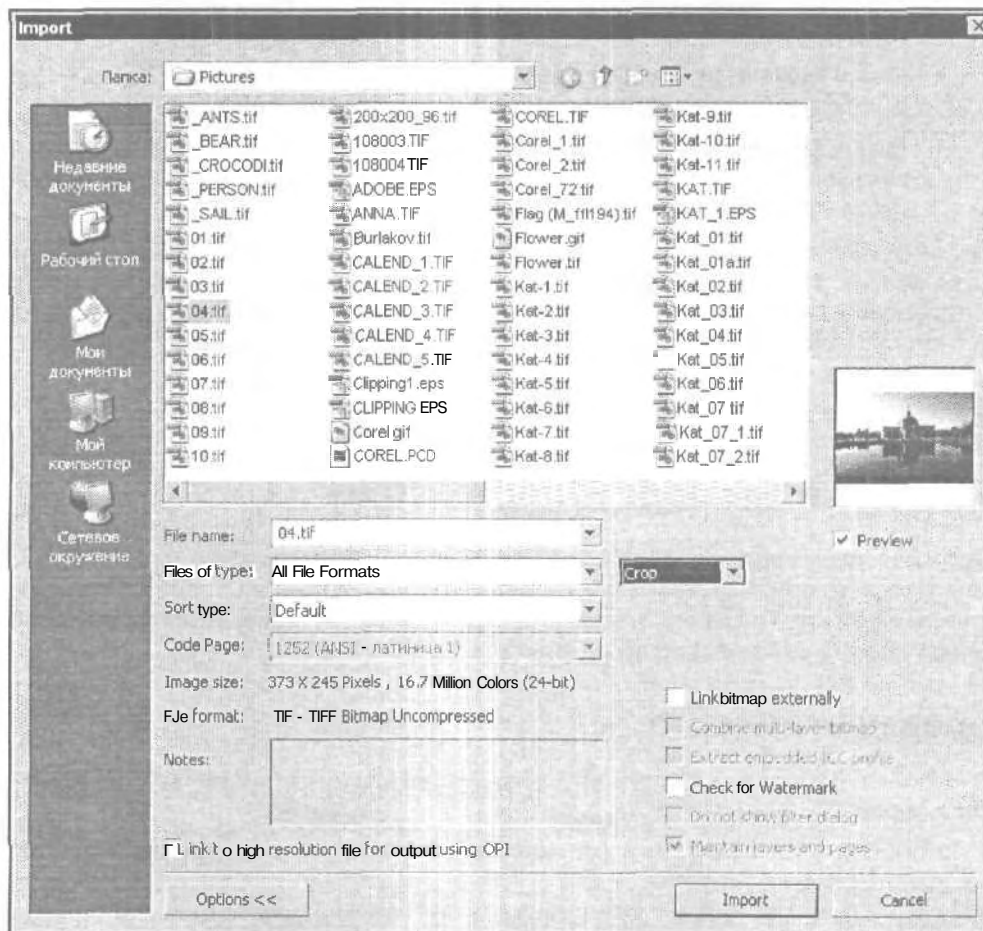 Import
Папка: Pictures
Недавние документы
Рабочий стол
Мои документы
Мой компьютер
Сетевое окружение
_ANTS.tif
_BEAR.tif
_CROCODI.tif
_PERSON.tif
_SAIL.tif
01.tif
02.tif
03.tif
04.tif
05.tif
06.tif
07.tif
08.tif
09.tif
10.tif
200x200_96.tif
108003.TIF
108004 TIF
ADOBE.EPS
ANNA.TIF
Burlakov.tif
CALEND_1.TIF
CALEND_2.TIF
CALEND_3.TIF
CALEND_4.TIF
CALEND_5.TIF
Clipping1.eps
CLIPPING EPS
Corel.gif
COREL.PCD
COREL.TIF
Corel_1.tif
Corel_2.tif
Corel_72.tif
Flag (M_fl194).tif
Flower.gif
Flower.tif
Kat-1.tif
Kat-2.tif
Kat-3.tif
Kat-4.tif
Kat-5.tif
Kat-6.tif
Kat-7.tif
Kat-8.tif
Kat-9.tif
Kat-10.tif
Kat-11.tif
KAT.TIF
KAT_1.EPS
Kat_01.tif
Kat_01a.tif
Kat_02.tif
Kat_03.tif
Kat_04.tif
Kat_05.tif
Kat_06.tif
Kat_07 tif
Kat_07_1.tif
Kat_07_2.tif
File name: 04.tif
Preview
Files of type: All File Formats
Crop
Sort type: Default
Code Page: 1252 (ANSI - латиница 1)
Image size: 373 X 245 Pixels , 16.7 Million Colors (24-bit)
FJe format: TIF - TIFF Bitmap Uncompressed
Notes:
Link bitmap externally
Combine multi-layer bitmap
Extract embedded ICC profile
Check for Watermark
Do not show filter dialog
Maintain layers and pages
Link t o high resolution file for output using OPI
Options <<
Import
Cancel